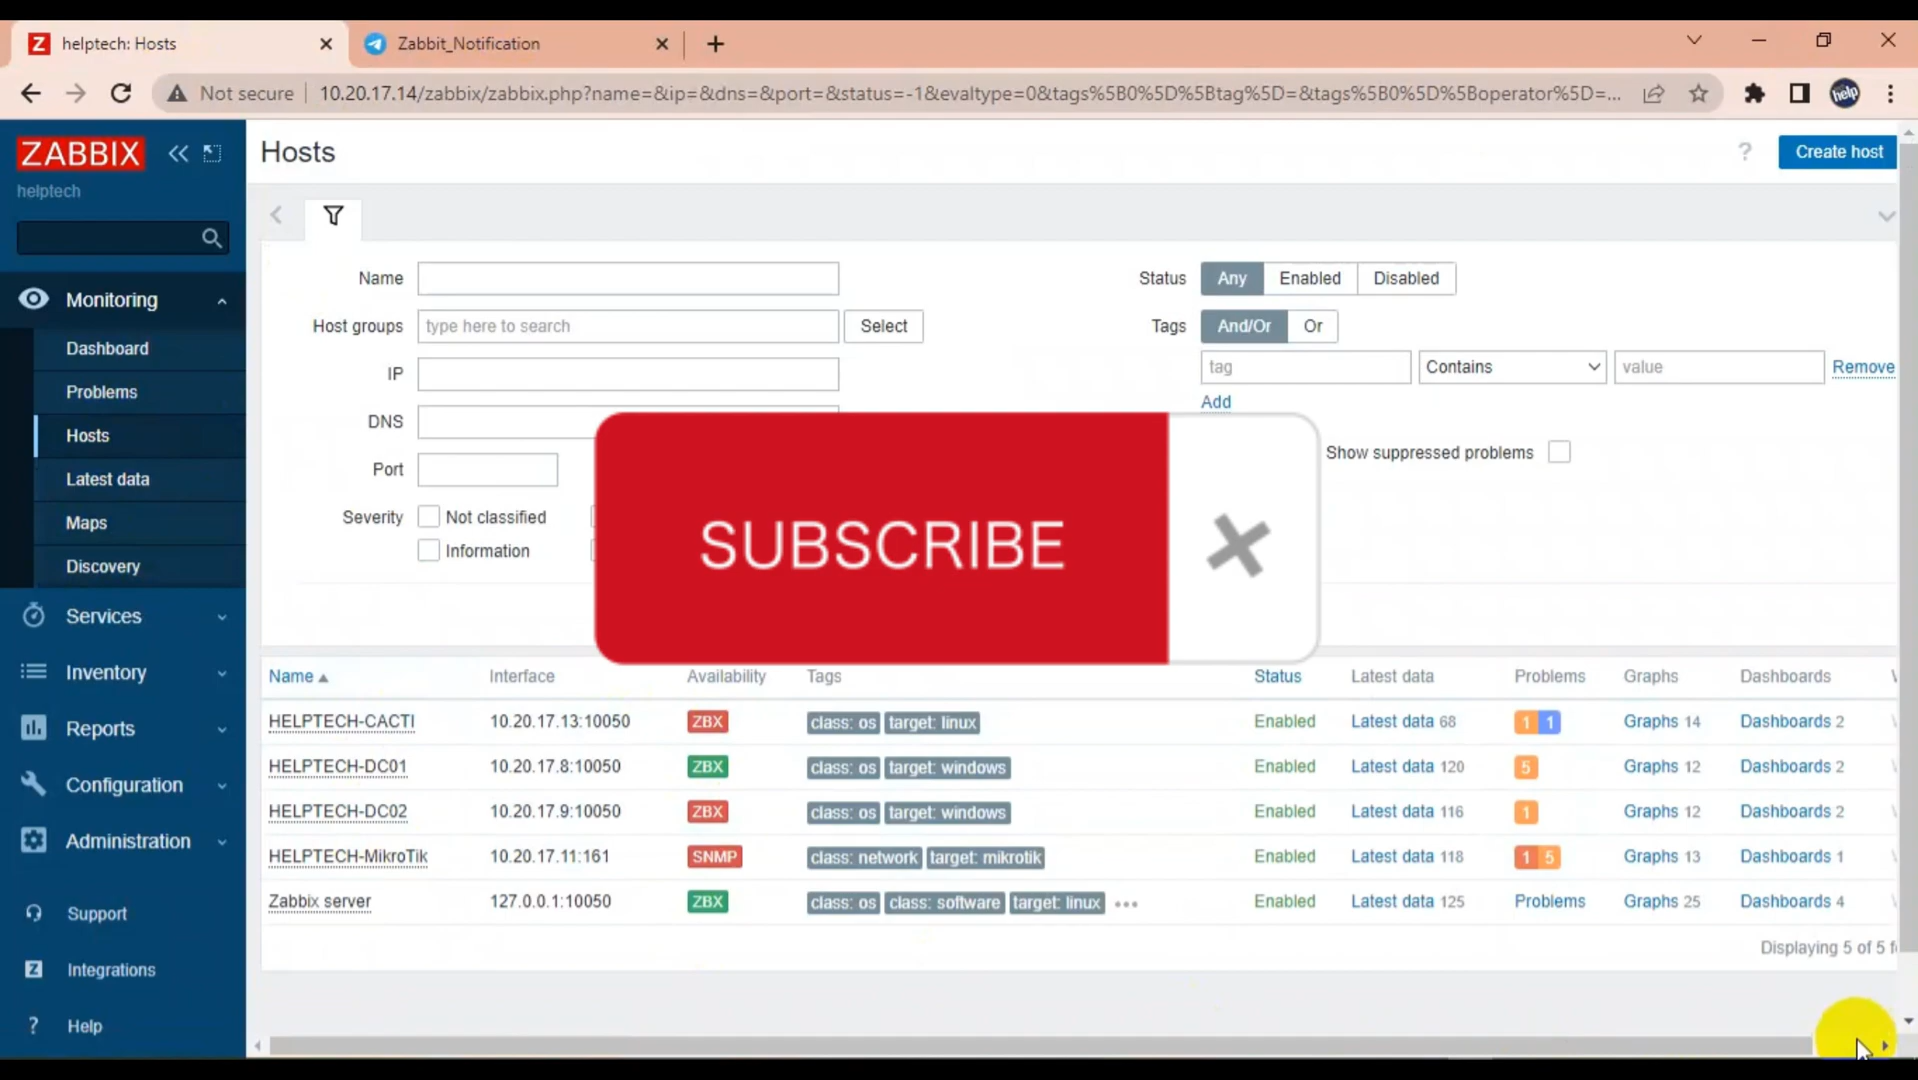 Z helptech: Hosts
Zabbit_Notification
Not secure 10.20.17.14/zabbix/zabbix.php?name=&ip=&dns=&port=&status=-1&evaltype=0&tags%5B0%5D%5Btag%5D=&tags%5B0%5D%5Boperator%5D=...
help
ZABBIX
helptech
Monitoring
Dashboard
Problems
Hosts
Latest data
Maps
Discovery
Services
Inventory
Reports
Configuration
Administration
Support
Z Integrations
? Help
Hosts
? Create host
Name
Host groups type here to search Select
IP
DNS
Port
Severity Not classified
Information
Status Any Enabled Disabled
Tags And/Or Or
tag Contains value Remove
Add
Show suppressed problems
SUBSCRIBE
Name Interface Availability Tags Status Latest data Problems Graphs Dashboards
HELPTECH-CACTI 10.20.17.13:10050 ZBX class: os target: linux Enabled Latest data 68 1 1 Graphs 14 Dashboards 2
HELPTECH-DC01 10.20.17.8:10050 ZBX class: os target: windows Enabled Latest data 120 5 Graphs 12 Dashboards 2
HELPTECH-DC02 10.20.17.9:10050 ZBX class: os target: windows Enabled Latest data 116 1 Graphs 12 Dashboards 2
HELPTECH-MikroTik 10.20.17.11:161 SNMP class: network target: mikrotik Enabled Latest data 118 1 5 Graphs 13 Dashboards 1
Zabbix server 127.0.0.1:10050 ZBX class: os class: software target: linux ••• Enabled Latest data 125 Problems Graphs 25 Dashboards 4
Displaying 5 of 5 f